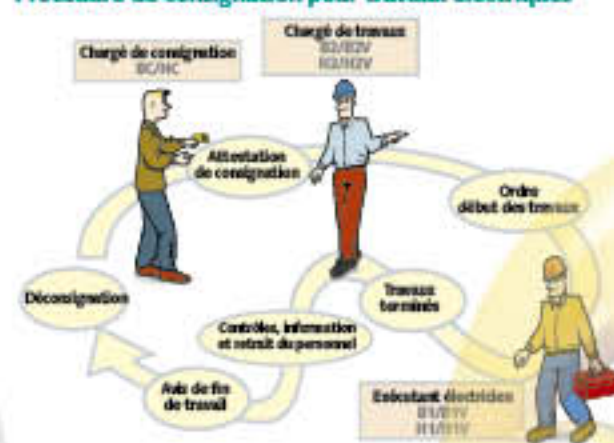 Procédure de consignation pour travaux électriques
Chargé de consignation
BC/HC
Chargé de travaux
B2/B2V
H2/H2V
Attestation
de consignation
Ordre
début des travaux
Déconsignation
Travaux
terminés
Contrôles, information
et retrait du personnel
Avis de fin
de travail
Exécutant électricien
B1/B1V
H1/H1V